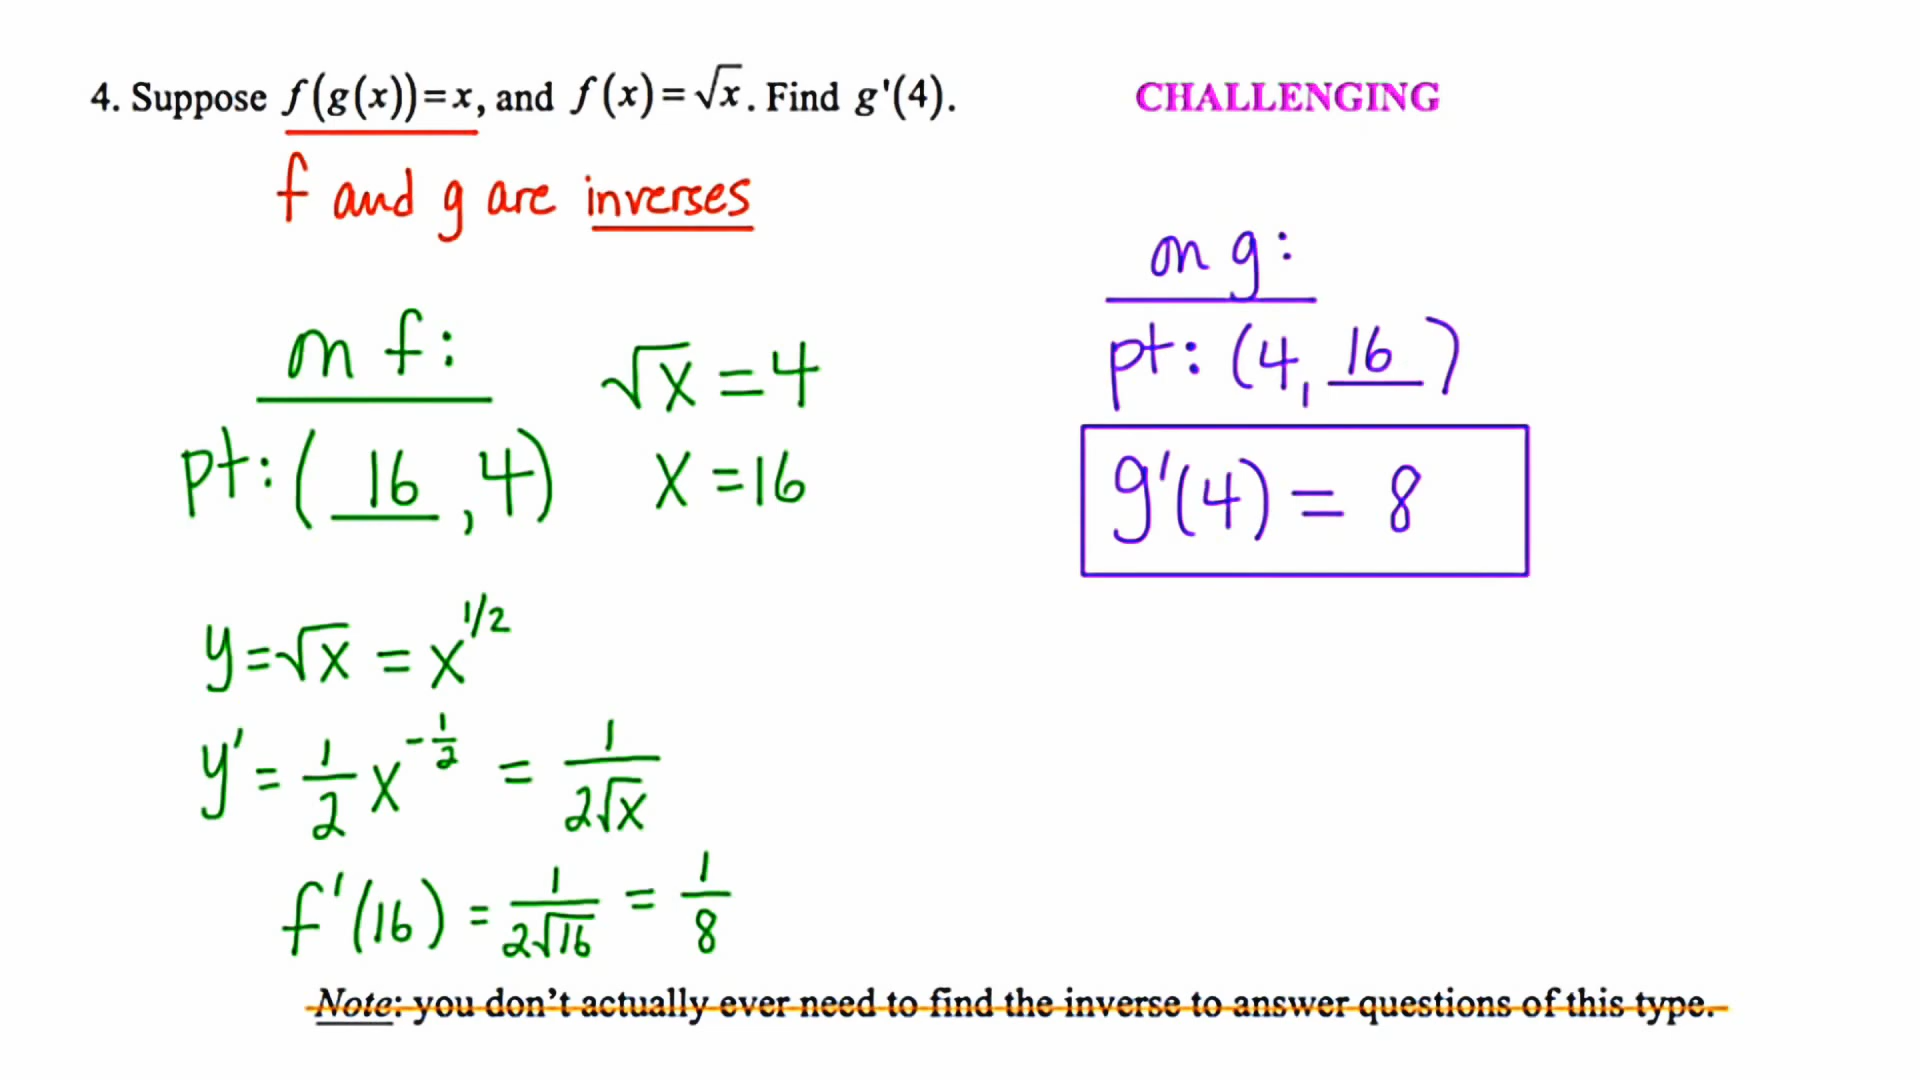 4. Suppose f(g(x))=x, and f(x)=√x. Find g'(4).
CHALLENGING
f and g are inverses
on f:
pt: ( 16 , 4)
√x = 4
x = 16
y = √x = x^1/2
y' = 1/2 x^-1/2 = 1/2√x
f'(16) = 1/2√16 = 1/8
on g:
pt: (4, 16 )
g'(4) = 8
Note: you don't actually ever need to find the inverse to answer questions of this type.